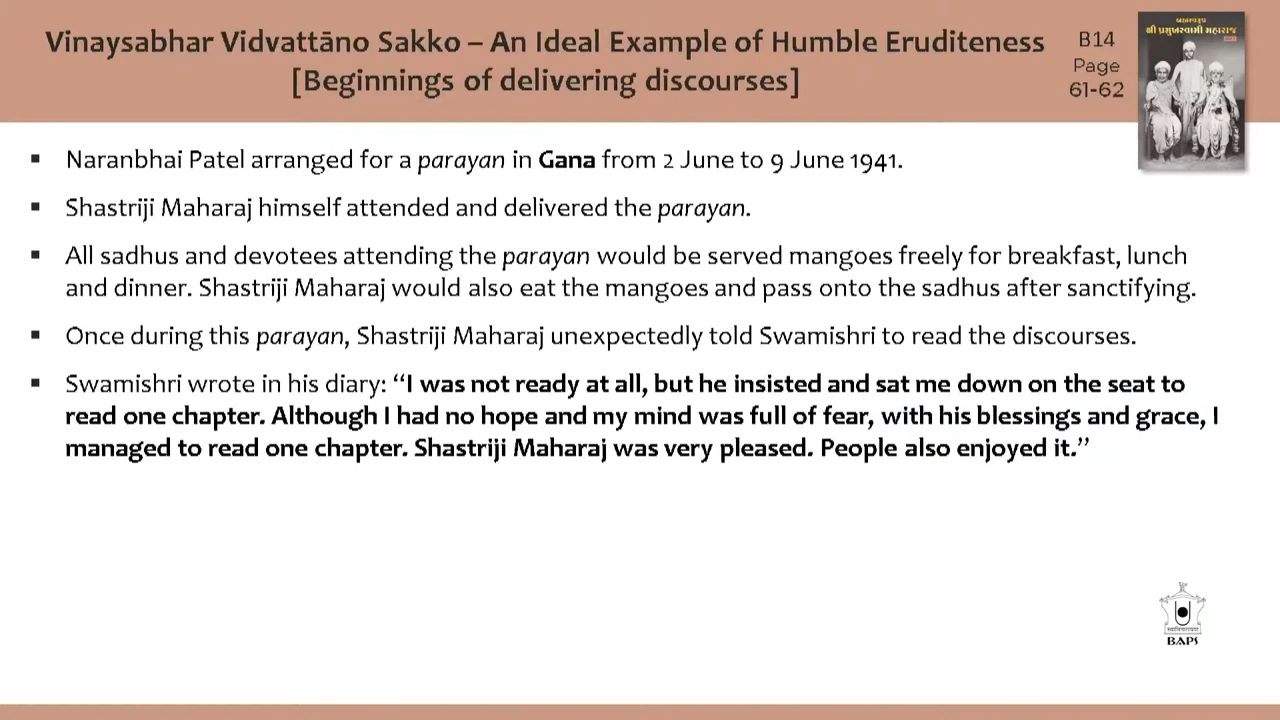 Vinaysabhar Vidvattāno Sakko – An Ideal Example of Humble Eruditeness
[Beginnings of delivering discourses]
B14
Page
61-62
શ્રી પ્રમુખસ્વામી મહારાજ
▪ Naranbhai Patel arranged for a parayan in Gana from 2 June to 9 June 1941.
▪ Shastriji Maharaj himself attended and delivered the parayan.
▪ All sadhus and devotees attending the parayan would be served mangoes freely for breakfast, lunch
and dinner. Shastriji Maharaj would also eat the mangoes and pass onto the sadhus after sanctifying.
▪ Once during this parayan, Shastriji Maharaj unexpectedly told Swamishri to read the discourses.
▪ Swamishri wrote in his diary: “I was not ready at all, but he insisted and sat me down on the seat to
read one chapter. Although I had no hope and my mind was full of fear, with his blessings and grace, I
managed to read one chapter. Shastriji Maharaj was very pleased. People also enjoyed it.”
BAPS